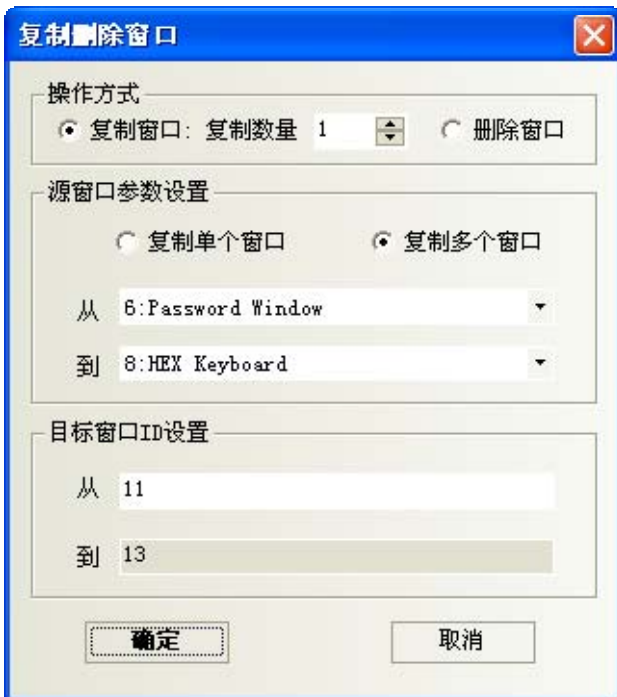 复制删除窗口
操作方式
复制窗口: 复制数量 1 删除窗口
源窗口参数设置
复制单个窗口 复制多个窗口
从 6:Password Window
到 8:HEX Keyboard
目标窗口ID设置
从 11
到 13
确定 取消